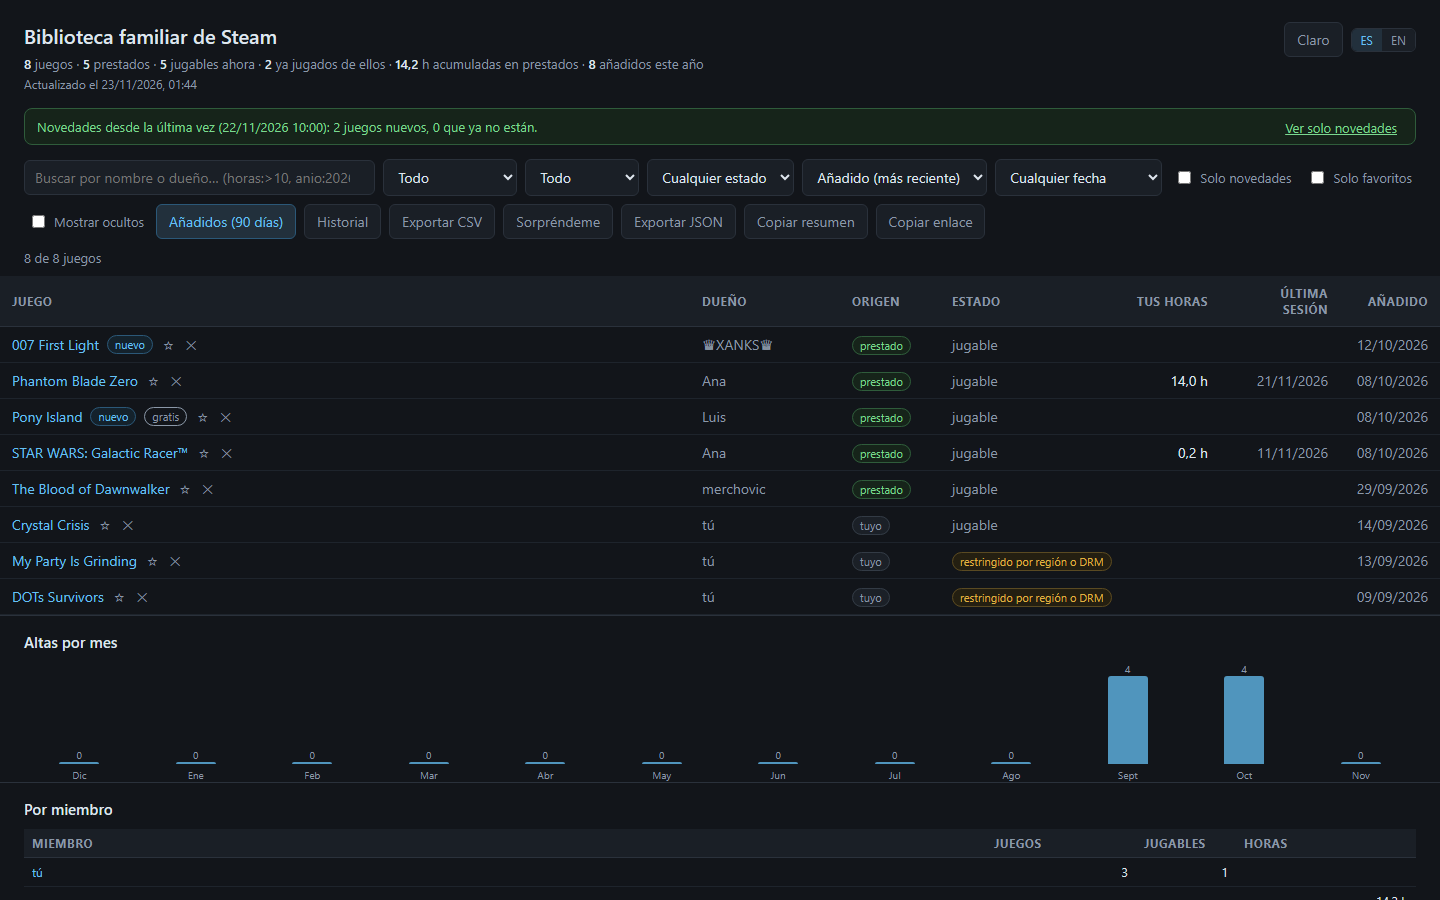 Biblioteca familiar de Steam
8 juegos · 5 prestados · 5 jugables ahora · 2 ya jugados de ellos · 14,2 h acumuladas en prestados · 8 añadidos este año
Actualizado el 23/11/2026, 01:44
Claro
ES EN
Novedades desde la última vez (22/11/2026 10:00): 2 juegos nuevos, 0 que ya no están.
Ver solo novedades
Buscar por nombre o dueño... (horas:>10, anio:202
Todo
Todo
Cualquier estado
Añadido (más reciente)
Cualquier fecha
Solo novedades
Solo favoritos
Mostrar ocultos
Añadidos (90 días)
Historial
Exportar CSV
Sorpréndeme
Exportar JSON
Copiar resumen
Copiar enlace
8 de 8 juegos
JUEGO DUEÑO ORIGEN ESTADO TUS HORAS ÚLTIMA SESIÓN AÑADIDO
007 First Light nuevo ☆ ✕ ♛XANKS♛ prestado jugable 12/10/2026
Phantom Blade Zero ☆ ✕ Ana prestado jugable 14,0 h 21/11/2026 08/10/2026
Pony Island nuevo gratis ☆ ✕ Luis prestado jugable 08/10/2026
STAR WARS: Galactic Racer™ ☆ ✕ Ana prestado jugable 0,2 h 11/11/2026 08/10/2026
The Blood of Dawnwalker ☆ ✕ merchovic prestado jugable 29/09/2026
Crystal Crisis ☆ ✕ tú tuyo jugable 14/09/2026
My Party Is Grinding ☆ ✕ tú tuyo restringido por región o DRM 13/09/2026
DOTs Survivors ☆ ✕ tú tuyo restringido por región o DRM 09/09/2026
Altas por mes
0 0 0 0 0 0 0 0 0 4 4 0
Dic Ene Feb Mar Abr May Jun Jul Ago Sept Oct Nov
Por miembro
MIEMBRO JUEGOS JUGABLES HORAS
tú 3 1